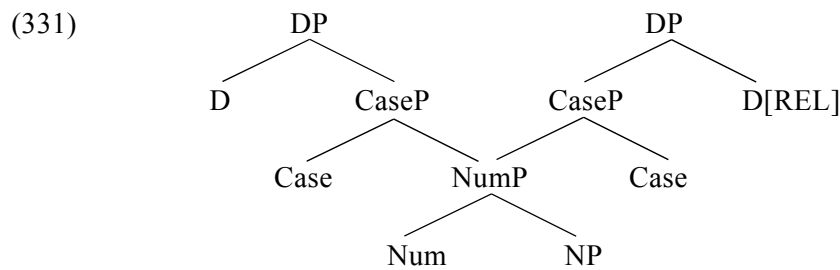 (331) DP DP
D CaseP CaseP D[REL]
Case NumP Case
Num NP